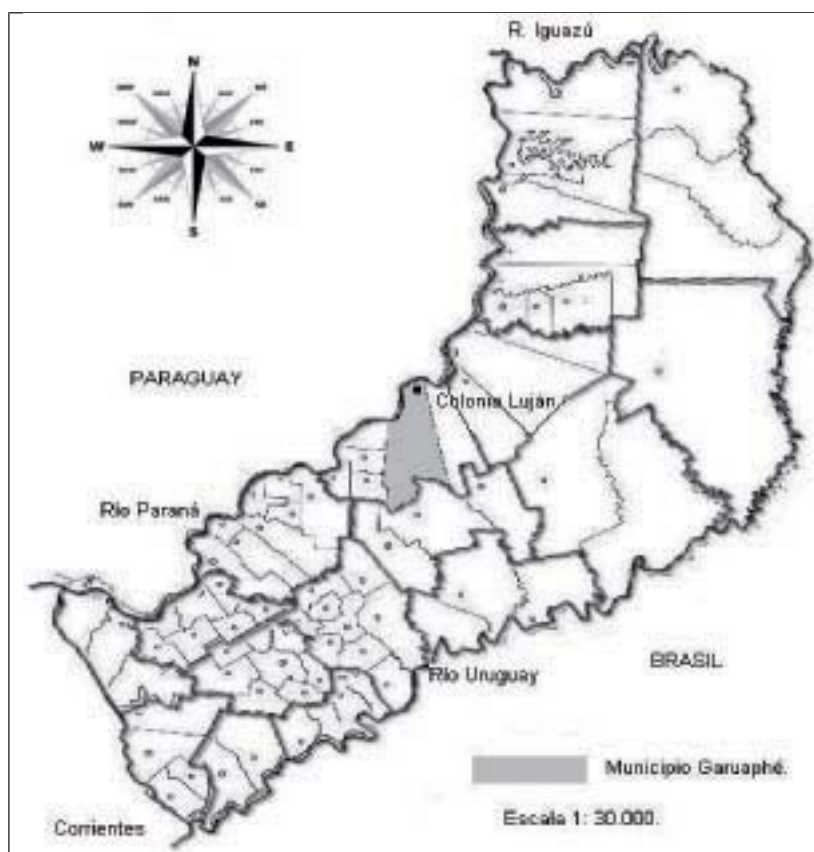 R. Iguazú
N
W
E
S
PARAGUAY
Colonia Luján
Río Paraná
BRASIL
Río Uruguay
Municipio Garuaphé.
Escala 1: 30.000.
Corrientes